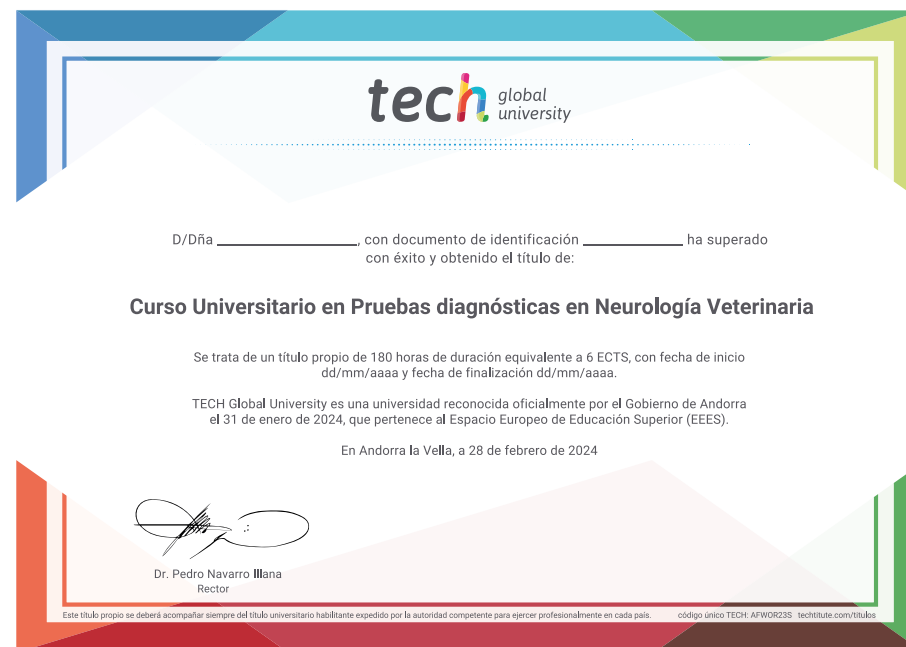 tech global university
D/Dña ____________________, con documento de identificación ______________ ha superado
con éxito y obtenido el título de:
Curso Universitario en Pruebas diagnósticas en Neurología Veterinaria
Se trata de un título propio de 180 horas de duración equivalente a 6 ECTS, con fecha de inicio
dd/mm/aaaa y fecha de finalización dd/mm/aaaa.
TECH Global University es una universidad reconocida oficialmente por el Gobierno de Andorra
el 31 de enero de 2024, que pertenece al Espacio Europeo de Educación Superior (EEES).
En Andorra la Vella, a 28 de febrero de 2024
Dr. Pedro Navarro Illana
Rector
Este título propio se deberá acompañar siempre del título universitario habilitante expedido por la autoridad competente para ejercer profesionalmente en cada país. código único TECH: AFWOR23S techtitute.com/titulos